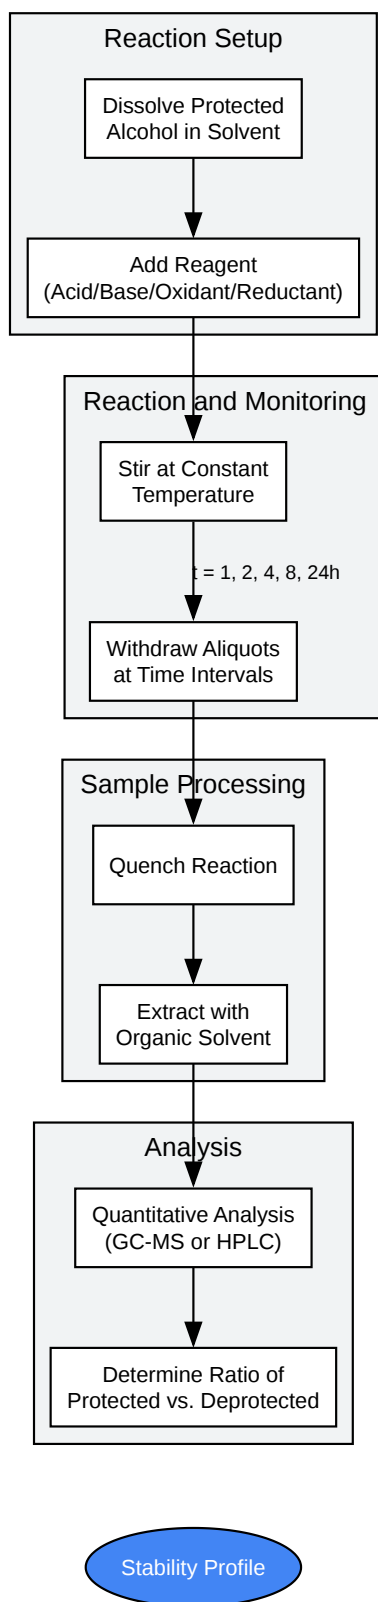 Reaction Setup
Dissolve Protected
Alcohol in Solvent
Add Reagent
(Acid/Base/Oxidant/Reductant)
Reaction and Monitoring
Stir at Constant
Temperature
t = 1, 2, 4, 8, 24h
Withdraw Aliquots
at Time Intervals
Sample Processing
Quench Reaction
Extract with
Organic Solvent
Analysis
Quantitative Analysis
(GC-MS or HPLC)
Determine Ratio of
Protected vs. Deprotected
Stability Profile